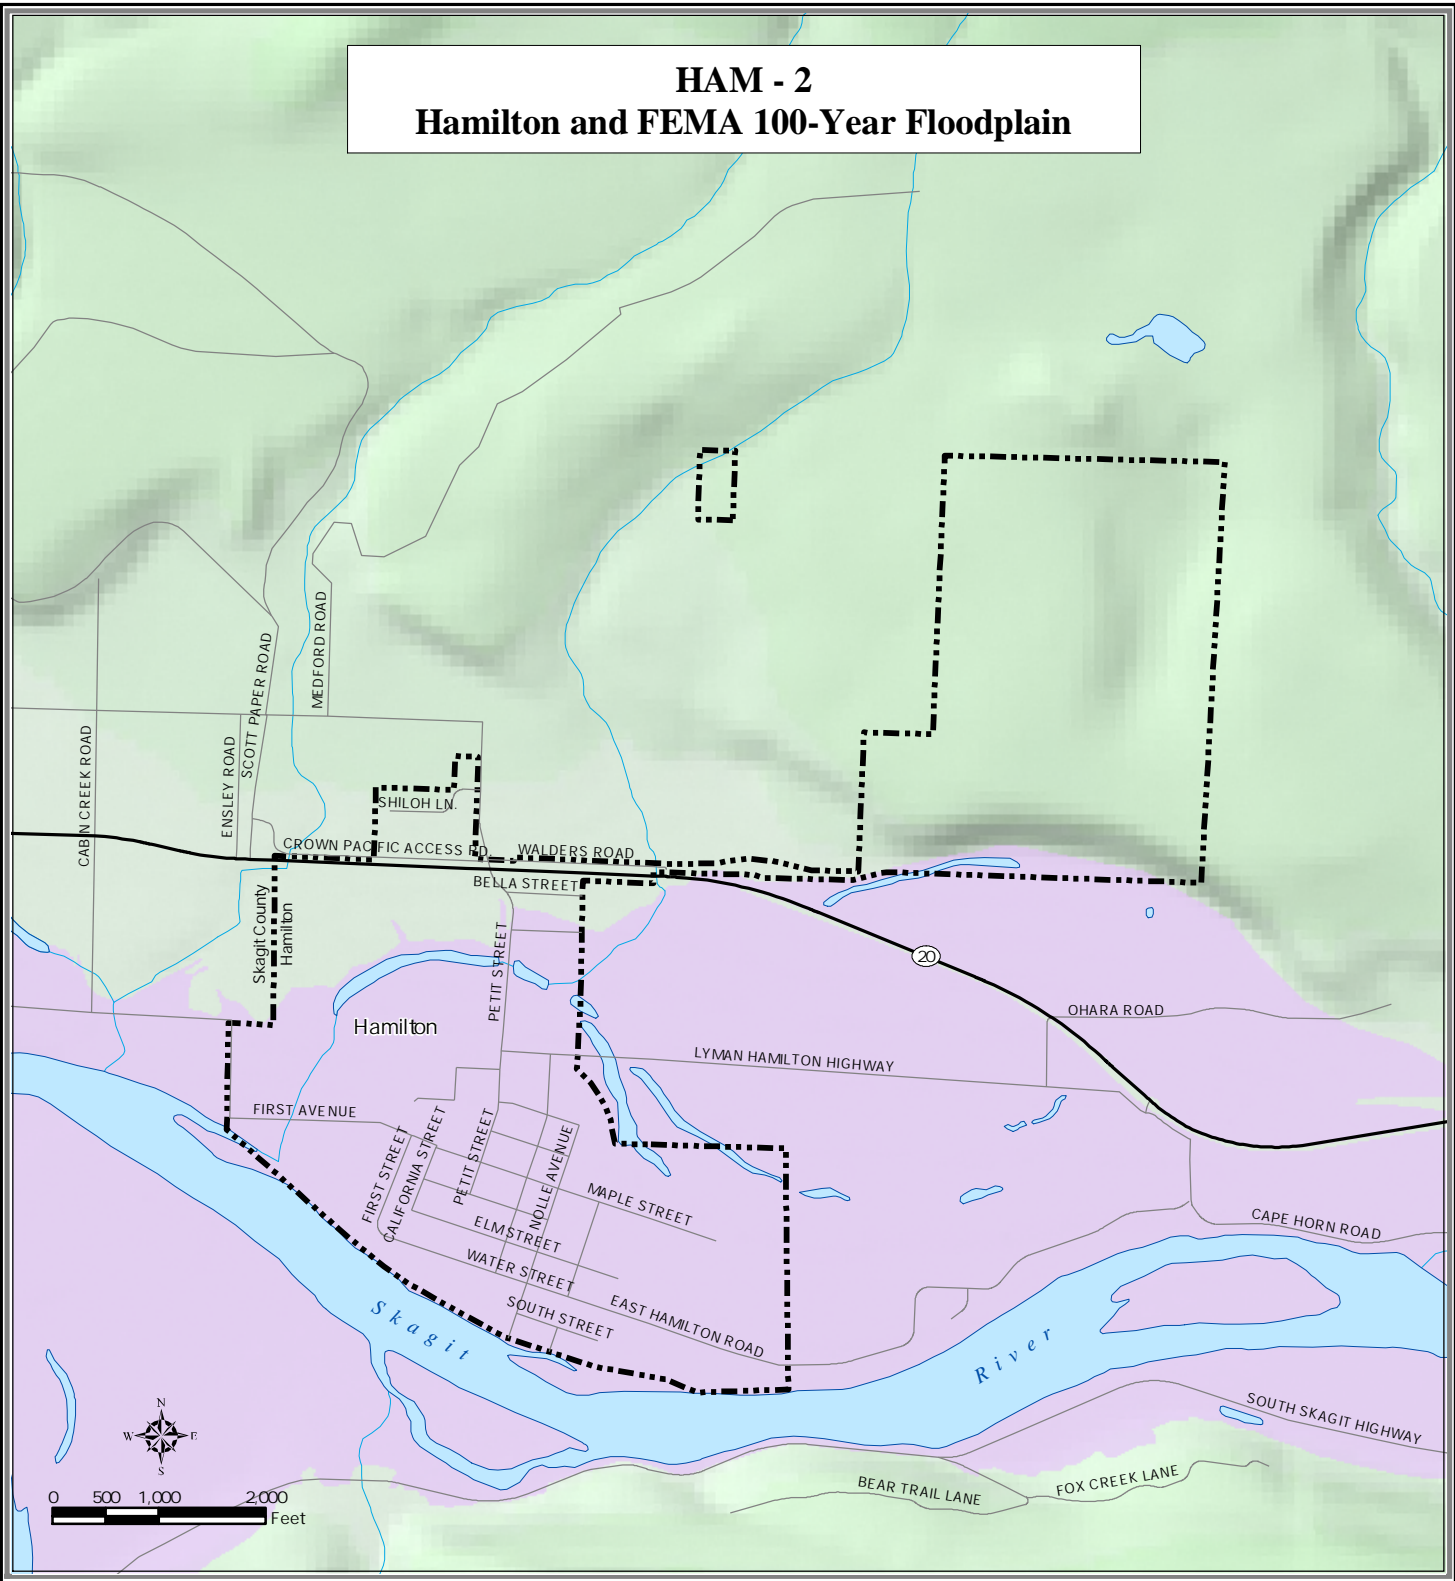 HAM - 2
Hamilton and FEMA 100-Year Floodplain
MEDFORD ROAD
SCOTT PAPER ROAD
ENSLEY ROAD
CABIN CREEK ROAD
SHILOH LN.
CROWN PACIFIC ACCESS RD
WALDERS ROAD
BELLA STREET
Skagit County
Hamilton
PETIT STREET
20
OHARA ROAD
Hamilton
LYMAN HAMILTON HIGHWAY
FIRST AVENUE
FIRST STREET
CALIFORNIA STREET
PETIT STREET
NOLLE AVENUE
MAPLE STREET
ELM STREET
WATER STREET
SOUTH STREET
EAST HAMILTON ROAD
CAPE HORN ROAD
Skagit
River
SOUTH SKAGIT HIGHWAY
BEAR TRAIL LANE
FOX CREEK LANE
N
W E
S
0 500 1,000 2,000
Feet